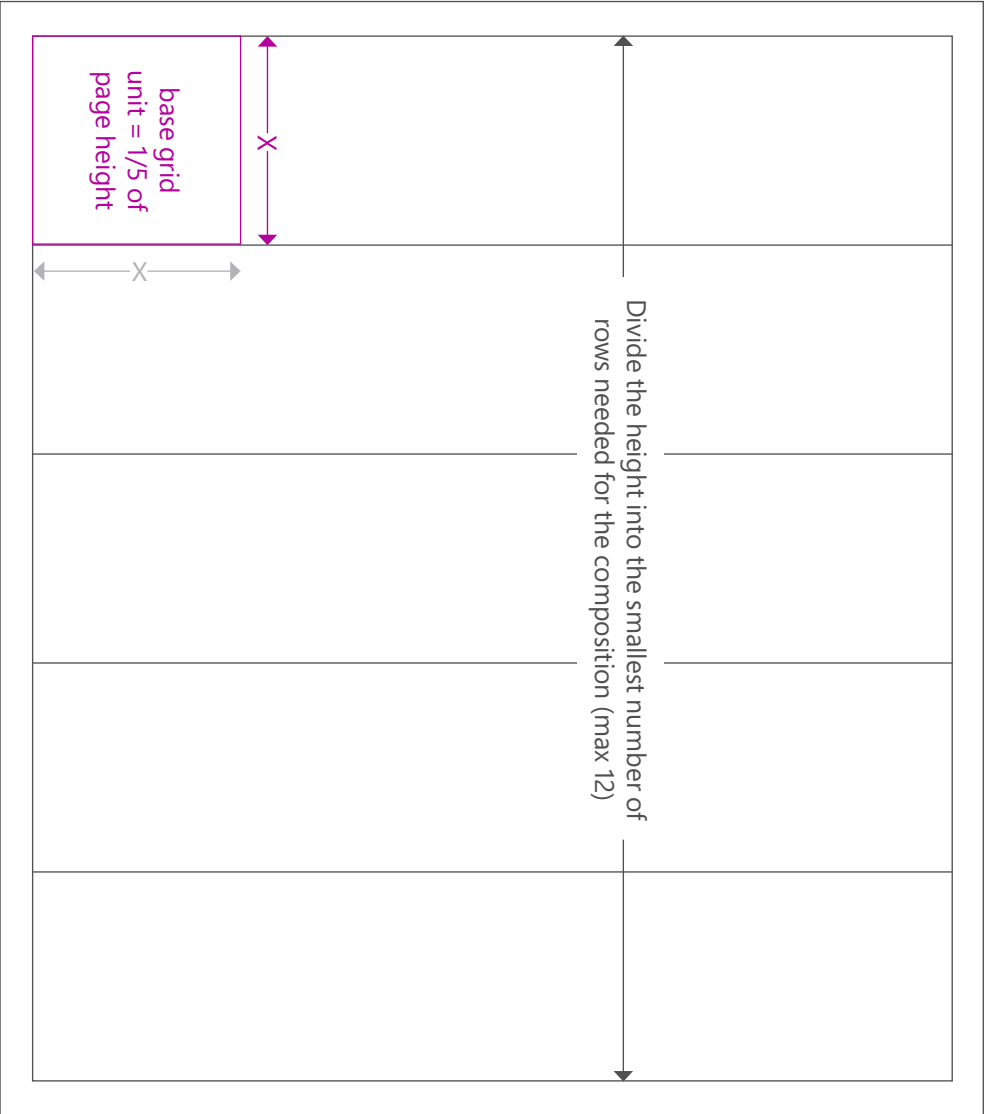 base grid
unit = 1/5 of
page height
X
X
Divide the height into the smallest number of
rows needed for the composition (max 12)